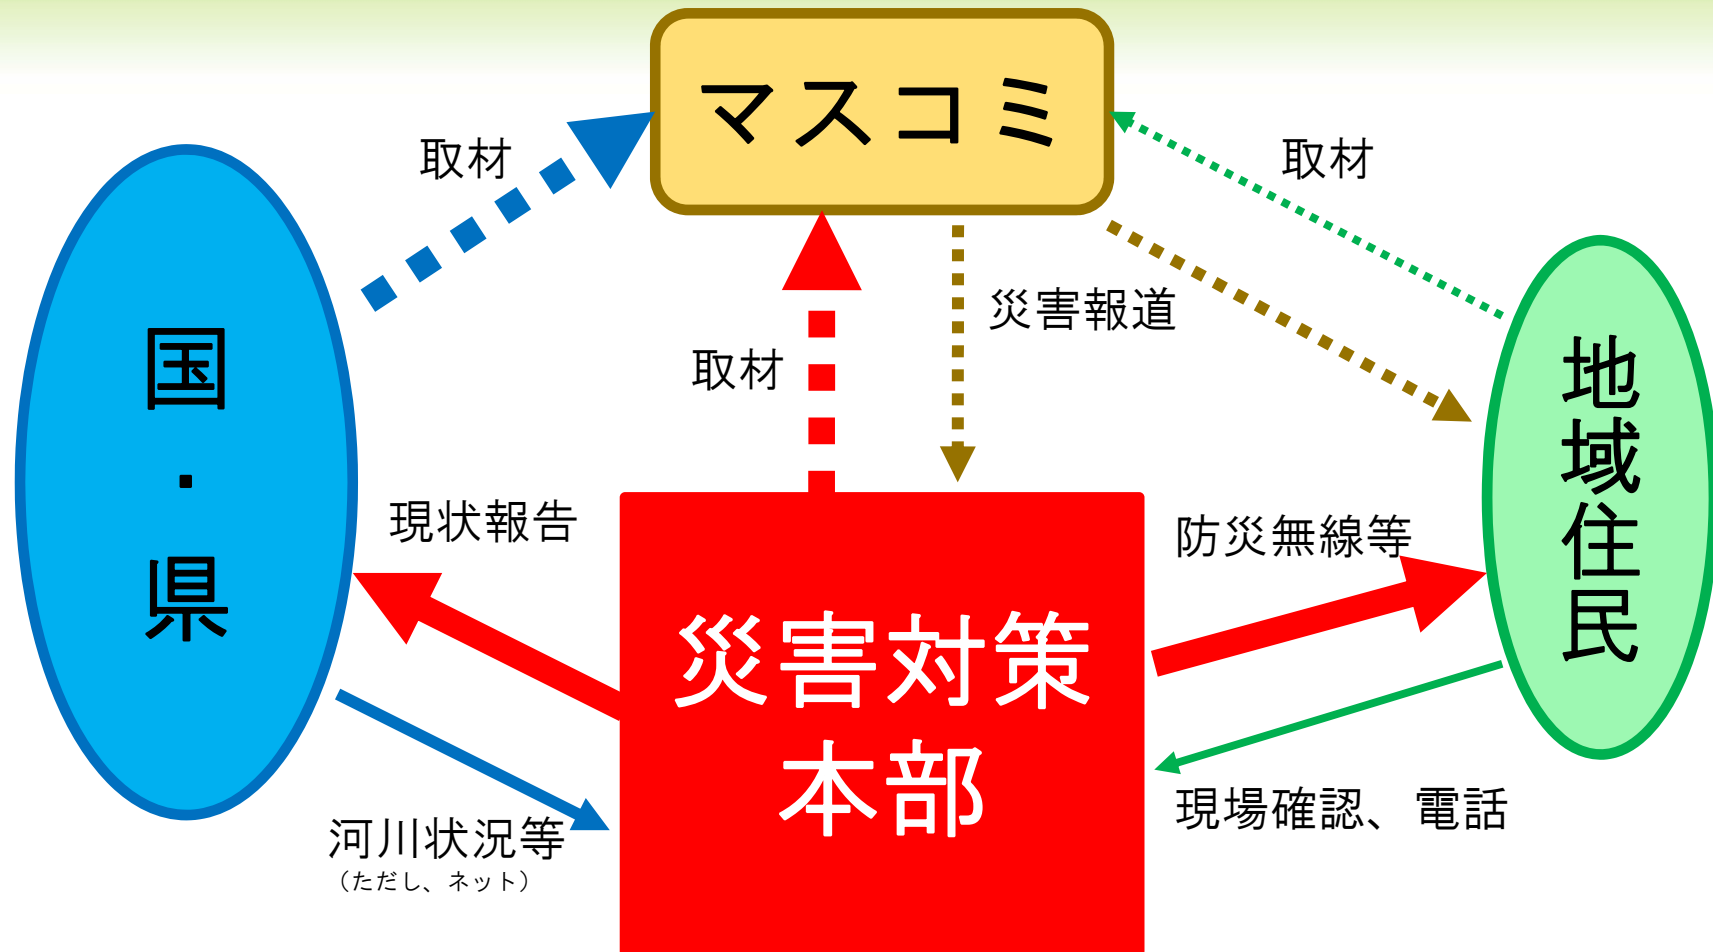 マスコミ
取材
取材
災害報道
取材
国・県
地域住民
現状報告
防災無線等
災害対策
本部
現場確認、電話
河川状況等
（ただし、ネット）